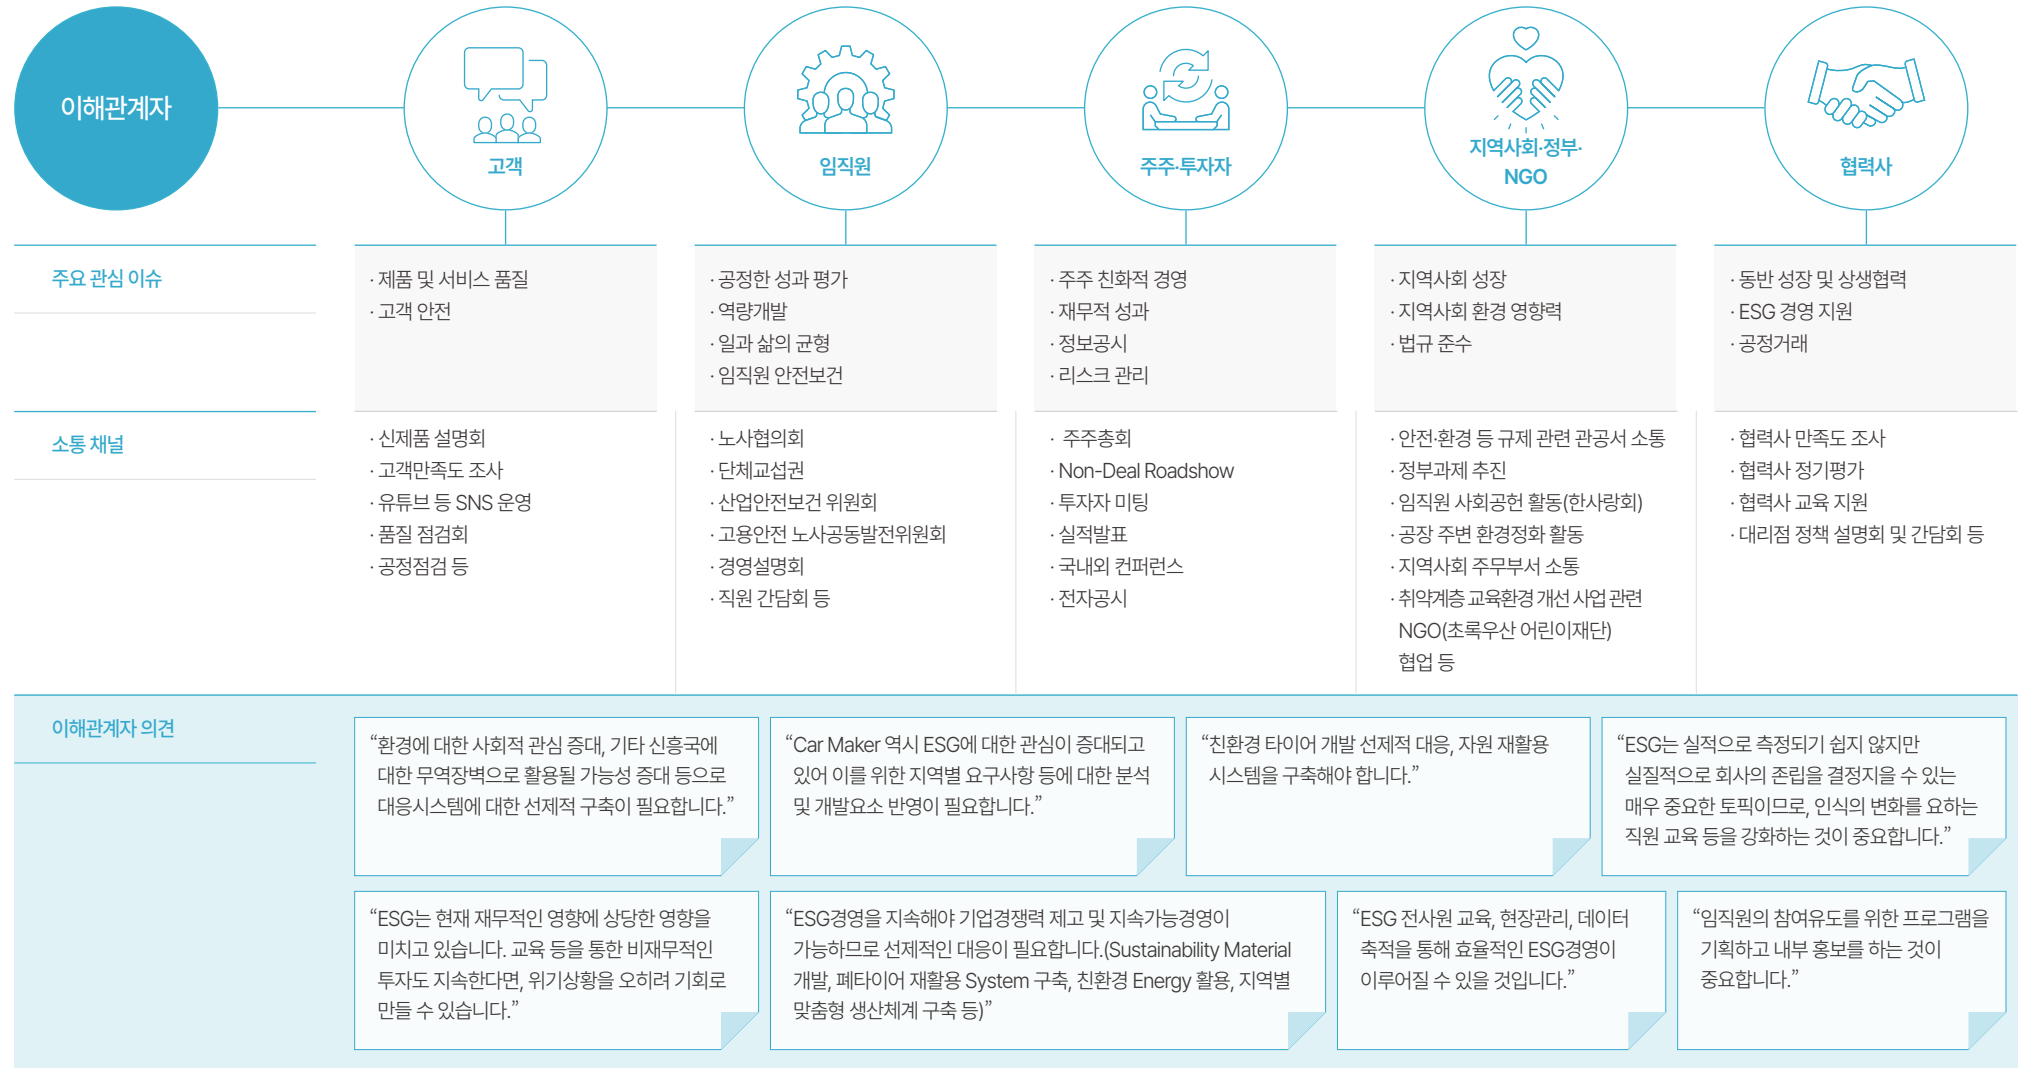 이해관계자
고객
임직원
주주·투자자
지역사회·정부·
NGO
협력사
주요 관심 이슈
· 제품 및 서비스 품질
· 고객 안전
· 공정한 성과 평가
· 역량개발
· 일과 삶의 균형
· 임직원 안전보건
· 주주 친화적 경영
· 재무적 성과
· 정보공시
· 리스크 관리
· 지역사회 성장
· 지역사회 환경 영향력
· 법규 준수
· 동반 성장 및 상생협력
· ESG 경영 지원
· 공정거래
소통 채널
· 신제품 설명회
· 고객만족도 조사
· 유튜브 등 SNS 운영
· 품질 점검회
· 공정점검 등
· 노사협의회
· 단체교섭권
· 산업안전보건 위원회
· 고용안전 노사공동발전위원회
· 경영설명회
· 직원 간담회 등
· 주주총회
· Non-Deal Roadshow
· 투자자 미팅
· 실적발표
· 국내외 컨퍼런스
· 전자공시
· 안전·환경 등 규제 관련 관공서 소통
· 정부과제 추진
· 임직원 사회공헌 활동(한사랑회)
· 공장 주변 환경정화 활동
· 지역사회 주무부서 소통
· 취약계층 교육환경 개선 사업 관련
NGO(초록우산 어린이재단)
협업 등
· 협력사 만족도 조사
· 협력사 정기평가
· 협력사 교육 지원
· 대리점 정책 설명회 및 간담회 등
이해관계자 의견
“환경에 대한 사회적 관심 증대, 기타 신흥국에
대한 무역장벽으로 활용될 가능성 증대 등으로
대응시스템에 대한 선제적 구축이 필요합니다.”
“Car Maker 역시 ESG에 대한 관심이 증대되고
있어 이를 위한 지역별 요구사항 등에 대한 분석
및 개발요소 반영이 필요합니다.”
“친환경 타이어 개발 선제적 대응, 자원 재활용
시스템을 구축해야 합니다.”
“ESG는 실적으로 측정되기 쉽지 않지만
실질적으로 회사의 존립을 결정지을 수 있는
매우 중요한 토픽이므로, 인식의 변화를 요하는
직원 교육 등을 강화하는 것이 중요합니다.”
“ESG는 현재 재무적인 영향에 상당한 영향을
미치고 있습니다. 교육 등을 통한 비재무적인
투자도 지속한다면, 위기상황을 오히려 기회로
만들 수 있습니다.”
“ESG경영을 지속해야 기업경쟁력 제고 및 지속가능경영이
가능하므로 선제적인 대응이 필요합니다.(Sustainability Material
개발, 폐타이어 재활용 System 구축, 친환경 Energy 활용, 지역별
맞춤형 생산체계 구축 등)”
“ESG 전사원 교육, 현장관리, 데이터
축적을 통해 효율적인 ESG경영이
이루어질 수 있을 것입니다.”
“임직원의 참여유도를 위한 프로그램을
기획하고 내부 홍보를 하는 것이
중요합니다.”